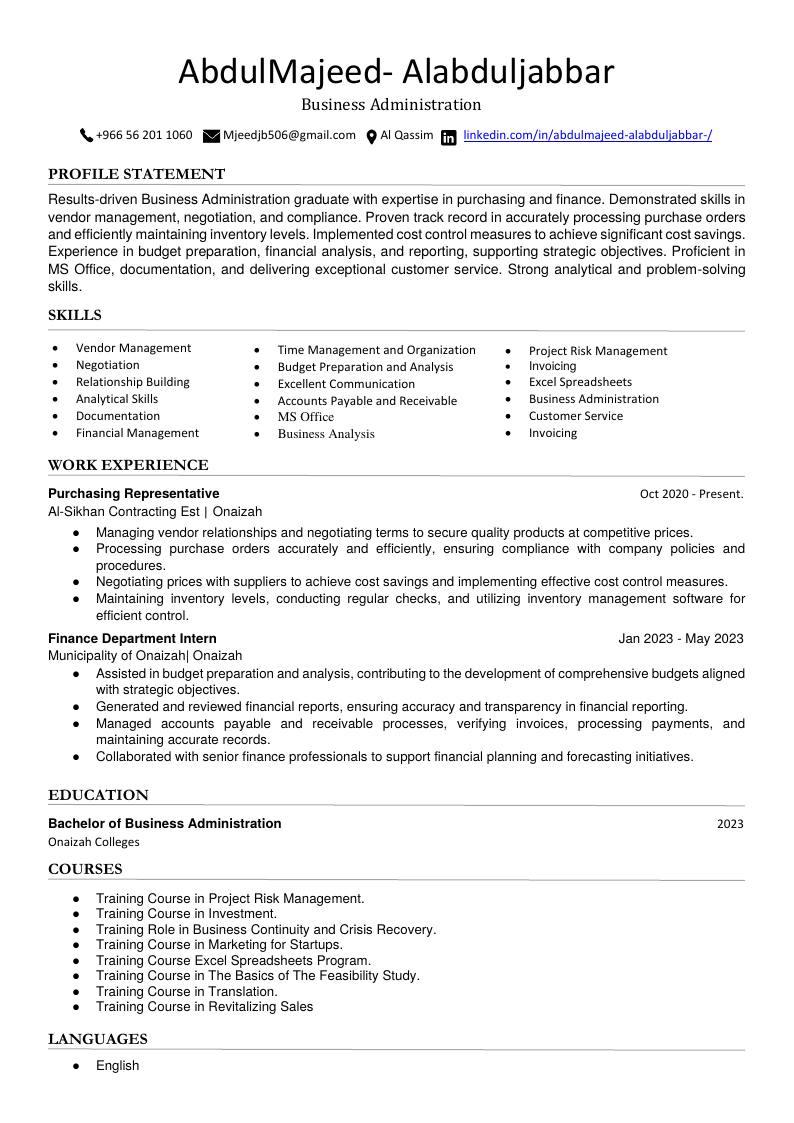 AbdulMajeed- Alabduljabbar
Business Administration
+966 56 201 1060 Mjeedjb506@gmail.com Al Qassim linkedin.com/in/abdulmajeed-alabduljabbar-/
PROFILE STATEMENT
Results-driven Business Administration graduate with expertise in purchasing and finance. Demonstrated skills in
vendor management, negotiation, and compliance. Proven track record in accurately processing purchase orders
and efficiently maintaining inventory levels. Implemented cost control measures to achieve significant cost savings.
Experience in budget preparation, financial analysis, and reporting, supporting strategic objectives. Proficient in
MS Office, documentation, and delivering exceptional customer service. Strong analytical and problem-solving
skills.
SKILLS
• Vendor Management
• Negotiation
• Relationship Building
• Analytical Skills
• Documentation
• Financial Management
• Time Management and Organization
• Budget Preparation and Analysis
• Excellent Communication
• Accounts Payable and Receivable
• MS Office
• Business Analysis
• Project Risk Management
• Invoicing
• Excel Spreadsheets
• Business Administration
• Customer Service
• Invoicing
WORK EXPERIENCE
Purchasing Representative Oct 2020 - Present.
Al-Sikhan Contracting Est | Onaizah
● Managing vendor relationships and negotiating terms to secure quality products at competitive prices.
● Processing purchase orders accurately and efficiently, ensuring compliance with company policies and
procedures.
● Negotiating prices with suppliers to achieve cost savings and implementing effective cost control measures.
● Maintaining inventory levels, conducting regular checks, and utilizing inventory management software for
efficient control.
Finance Department Intern Jan 2023 - May 2023
Municipality of Onaizah| Onaizah
● Assisted in budget preparation and analysis, contributing to the development of comprehensive budgets aligned
with strategic objectives.
● Generated and reviewed financial reports, ensuring accuracy and transparency in financial reporting.
● Managed accounts payable and receivable processes, verifying invoices, processing payments, and
maintaining accurate records.
● Collaborated with senior finance professionals to support financial planning and forecasting initiatives.
EDUCATION
Bachelor of Business Administration 2023
Onaizah Colleges
COURSES
● Training Course in Project Risk Management.
● Training Course in Investment.
● Training Role in Business Continuity and Crisis Recovery.
● Training Course in Marketing for Startups.
● Training Course Excel Spreadsheets Program.
● Training Course in The Basics of The Feasibility Study.
● Training Course in Translation.
● Training Course in Revitalizing Sales
LANGUAGES
● English